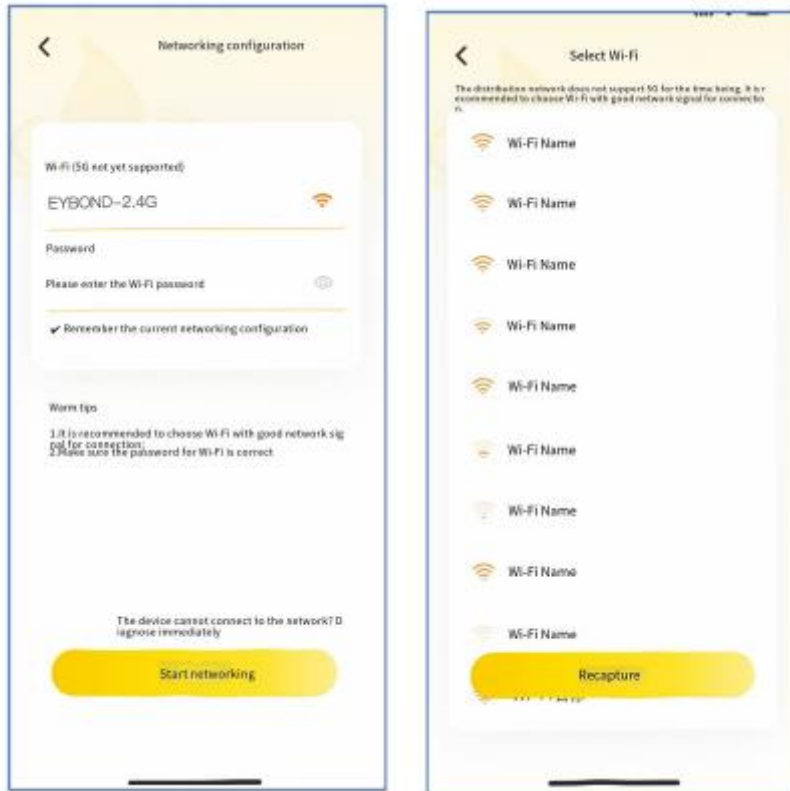 Networking configuration
Wi-Fi (5G not yet supported)
EYBOND-2.4G
Password
Please enter the Wi-Fi password
✔ Remember the current networking configuration
Warm tips
1.It is recommended to choose Wi-Fi with good network sig
nal for connection;
2.Make sure the password for Wi-Fi is correct
The device cannot connect to the network? D
iagnose immediately
Start networking
Select Wi-Fi
The distribution network does not support 5G for the time being. It is r
ecommended to choose Wi-Fi with good network signal for connectio
n.
Wi-Fi Name
Wi-Fi Name
Wi-Fi Name
Wi-Fi Name
Wi-Fi Name
Wi-Fi Name
Wi-Fi Name
Wi-Fi Name
Wi-Fi Name
Recapture